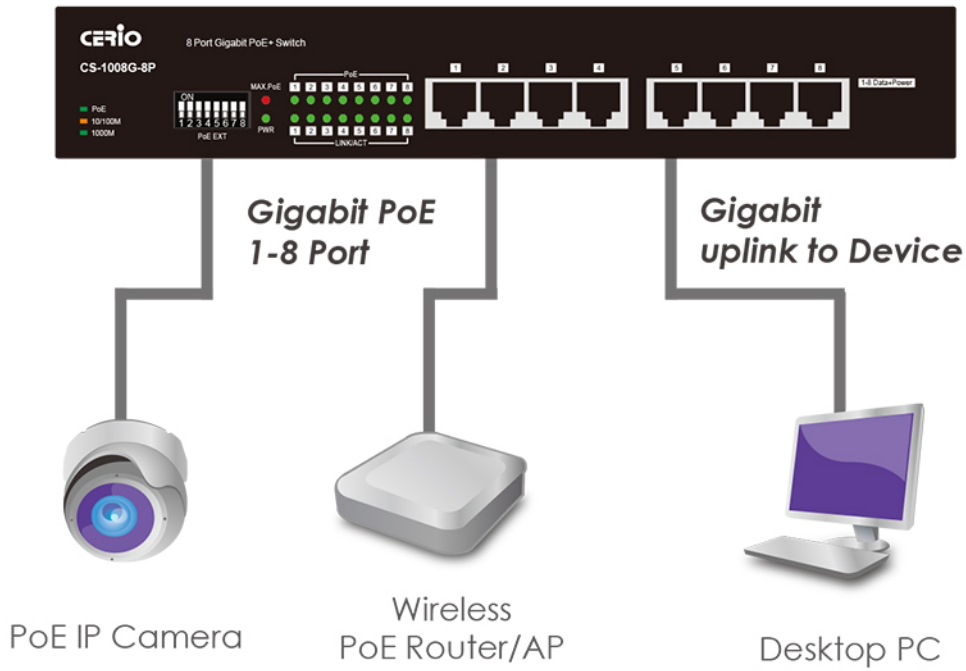 CERIO
8 Port Gigabit PoE+ Switch
CS-1008G-8P
PoE
10/100M
1000M
ON
1 2 3 4 5 6 7 8
PoE EXT
MAX.PoE
PWR
PoE
1 2 3 4 5 6 7 8
1 2 3 4 5 6 7 8
LINK/ACT
1 2 3 4
5 6 7 8
1-8 Data+Power
Gigabit PoE
1-8 Port
Gigabit
uplink to Device
PoE IP Camera
Wireless
PoE Router/AP
Desktop PC